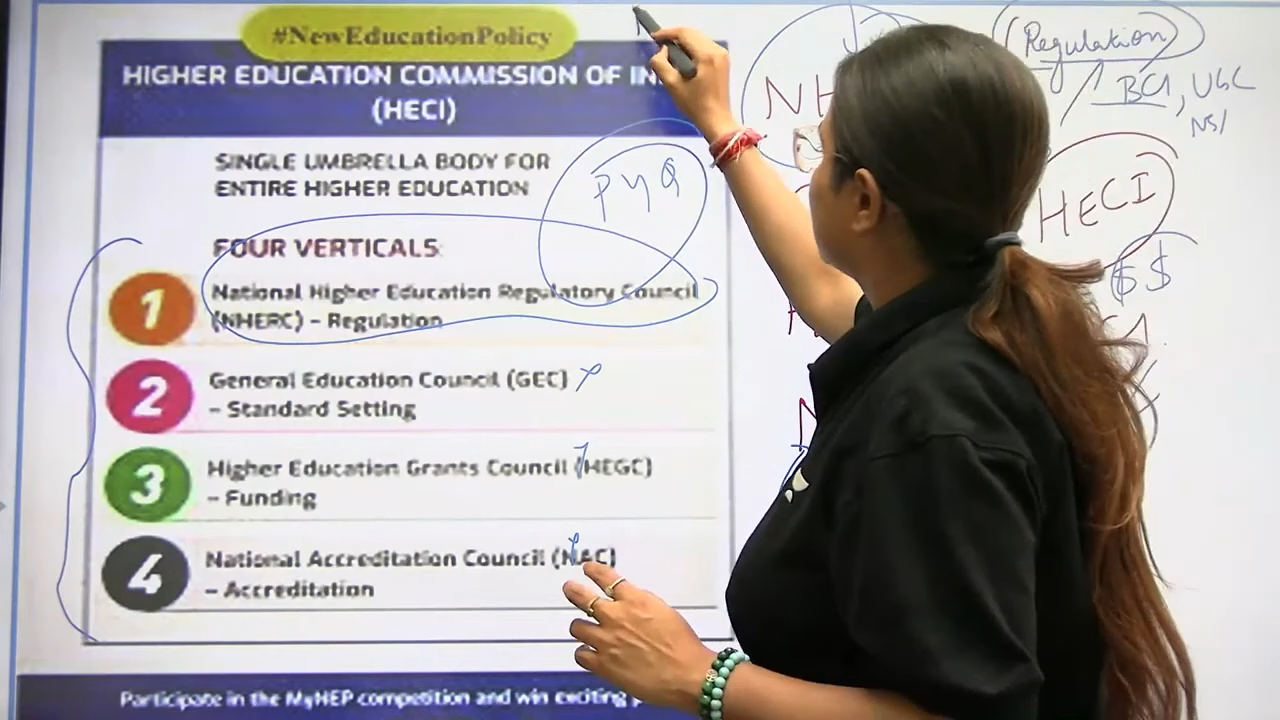 #NewEducationPolicy
HIGHER EDUCATION COMMISSION OF IN
(HECI)
SINGLE UMBRELLA BODY FOR
ENTIRE HIGHER EDUCATION
PYQ
FOUR VERTICALS:
1
National Higher Education Regulatory Council
(NHERC) – Regulation
2
General Education Council (GEC)
– Standard Setting
3
Higher Education Grants Council (HEGC)
– Funding
4
National Accreditation Council (NAC)
– Accreditation
Participate in the MyHEP competition and win exciting
(Regulation)
BCI, UGC
NH
HECI
$ $